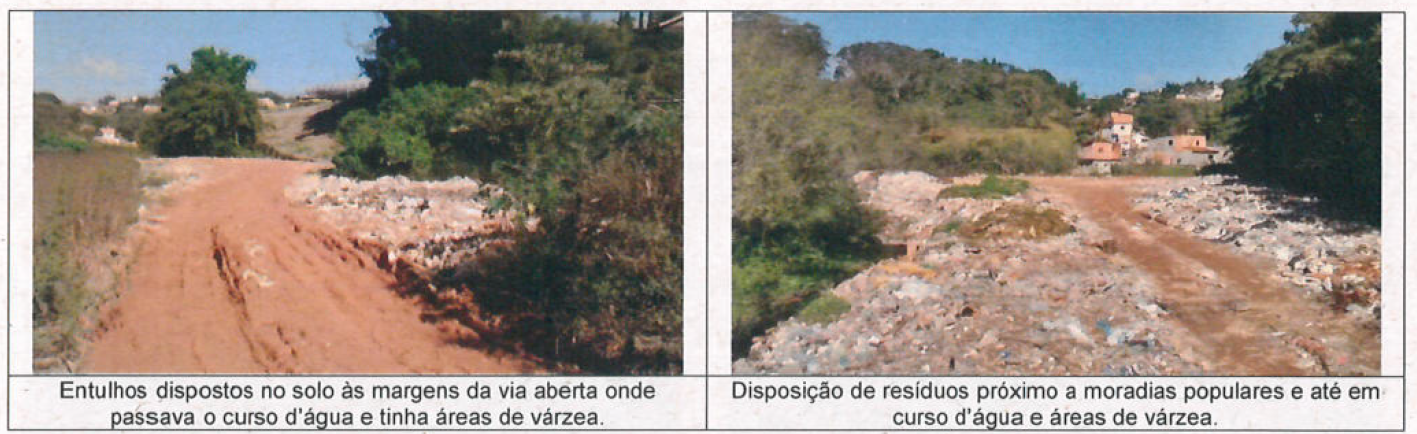 Entulhos dispostos no solo às margens da via aberta onde
passava o curso d'água e tinha áreas de várzea.
Disposição de resíduos próximo a moradias populares e até em
curso d'água e áreas de várzea.